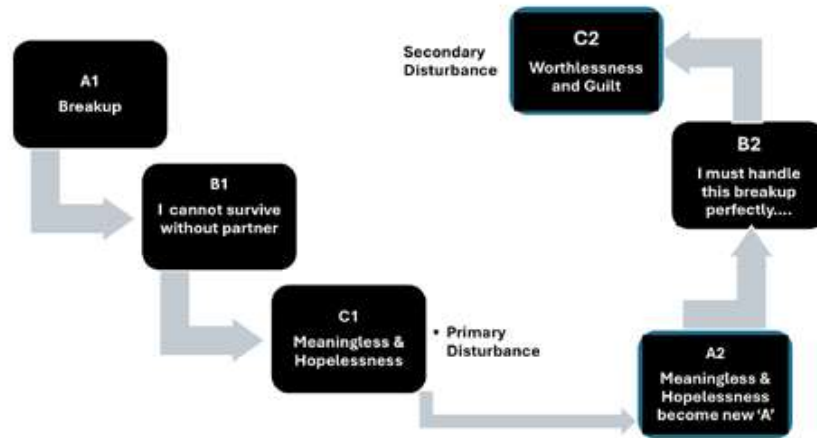 A1
Breakup
B1
I cannot survive
without partner
C1
Meaningless &
Hopelessness
• Primary
Disturbance
A2
Meaningless &
Hopelessness
become new ‘A’
B2
I must handle
this breakup
perfectly....
C2
Worthlessness
and Guilt
Secondary
Disturbance